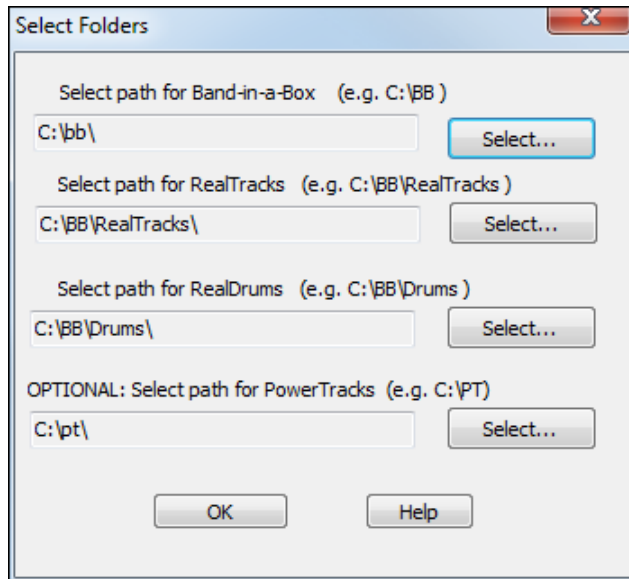 Select Folders
X
Select path for Band-in-a-Box (e.g. C:\BB )
C:\bb\
Select...
Select path for RealTracks (e.g. C:\BB\RealTracks )
C:\BB\RealTracks\
Select...
Select path for RealDrums (e.g. C:\BB\Drums )
C:\BB\Drums\
Select...
OPTIONAL: Select path for PowerTracks (e.g. C:\PT)
C:\pt\
Select...
OK
Help